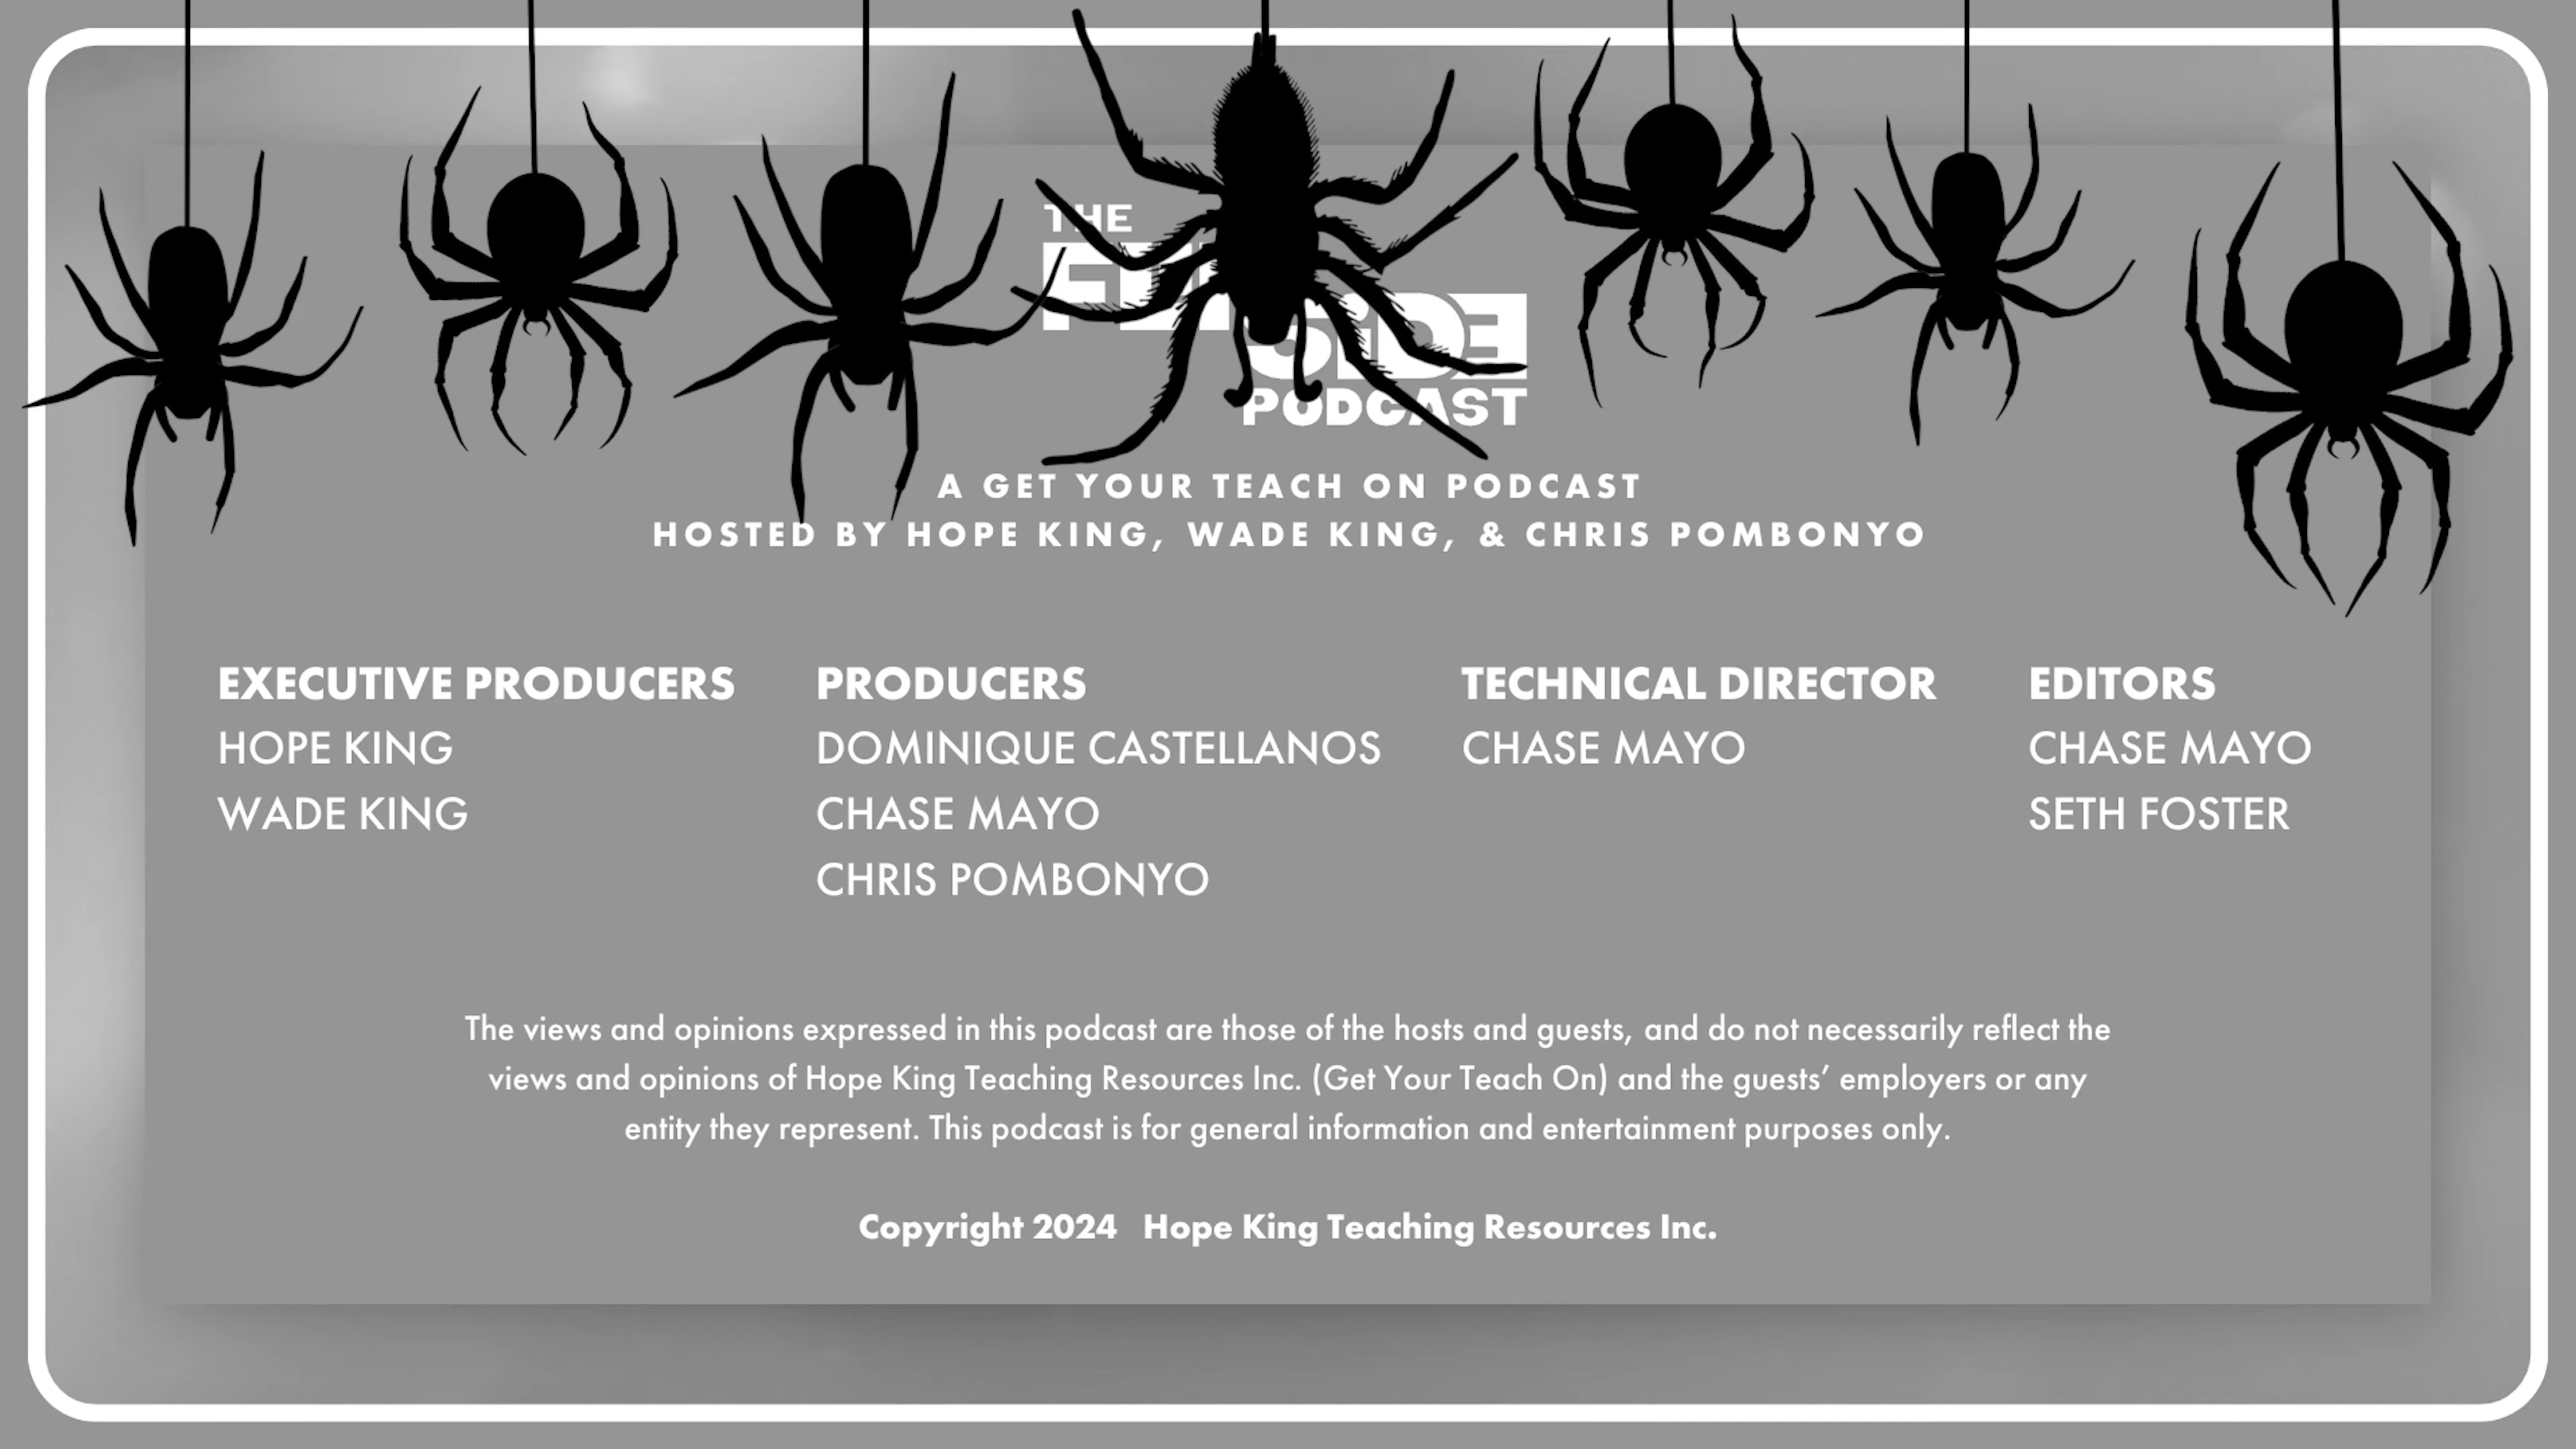 THE
SiDE
PODCAST
A GET YOUR TEACH ON PODCAST
HOSTED BY HOPE KING, WADE KING, & CHRIS POMBONYO
EXECUTIVE PRODUCERS
HOPE KING
WADE KING
PRODUCERS
DOMINIQUE CASTELLANOS
CHASE MAYO
CHRIS POMBONYO
TECHNICAL DIRECTOR
CHASE MAYO
EDITORS
CHASE MAYO
SETH FOSTER
The views and opinions expressed in this podcast are those of the hosts and guests, and do not necessarily reflect the
views and opinions of Hope King Teaching Resources Inc. (Get Your Teach On) and the guests’ employers or any
entity they represent. This podcast is for general information and entertainment purposes only.
Copyright 2024 Hope King Teaching Resources Inc.